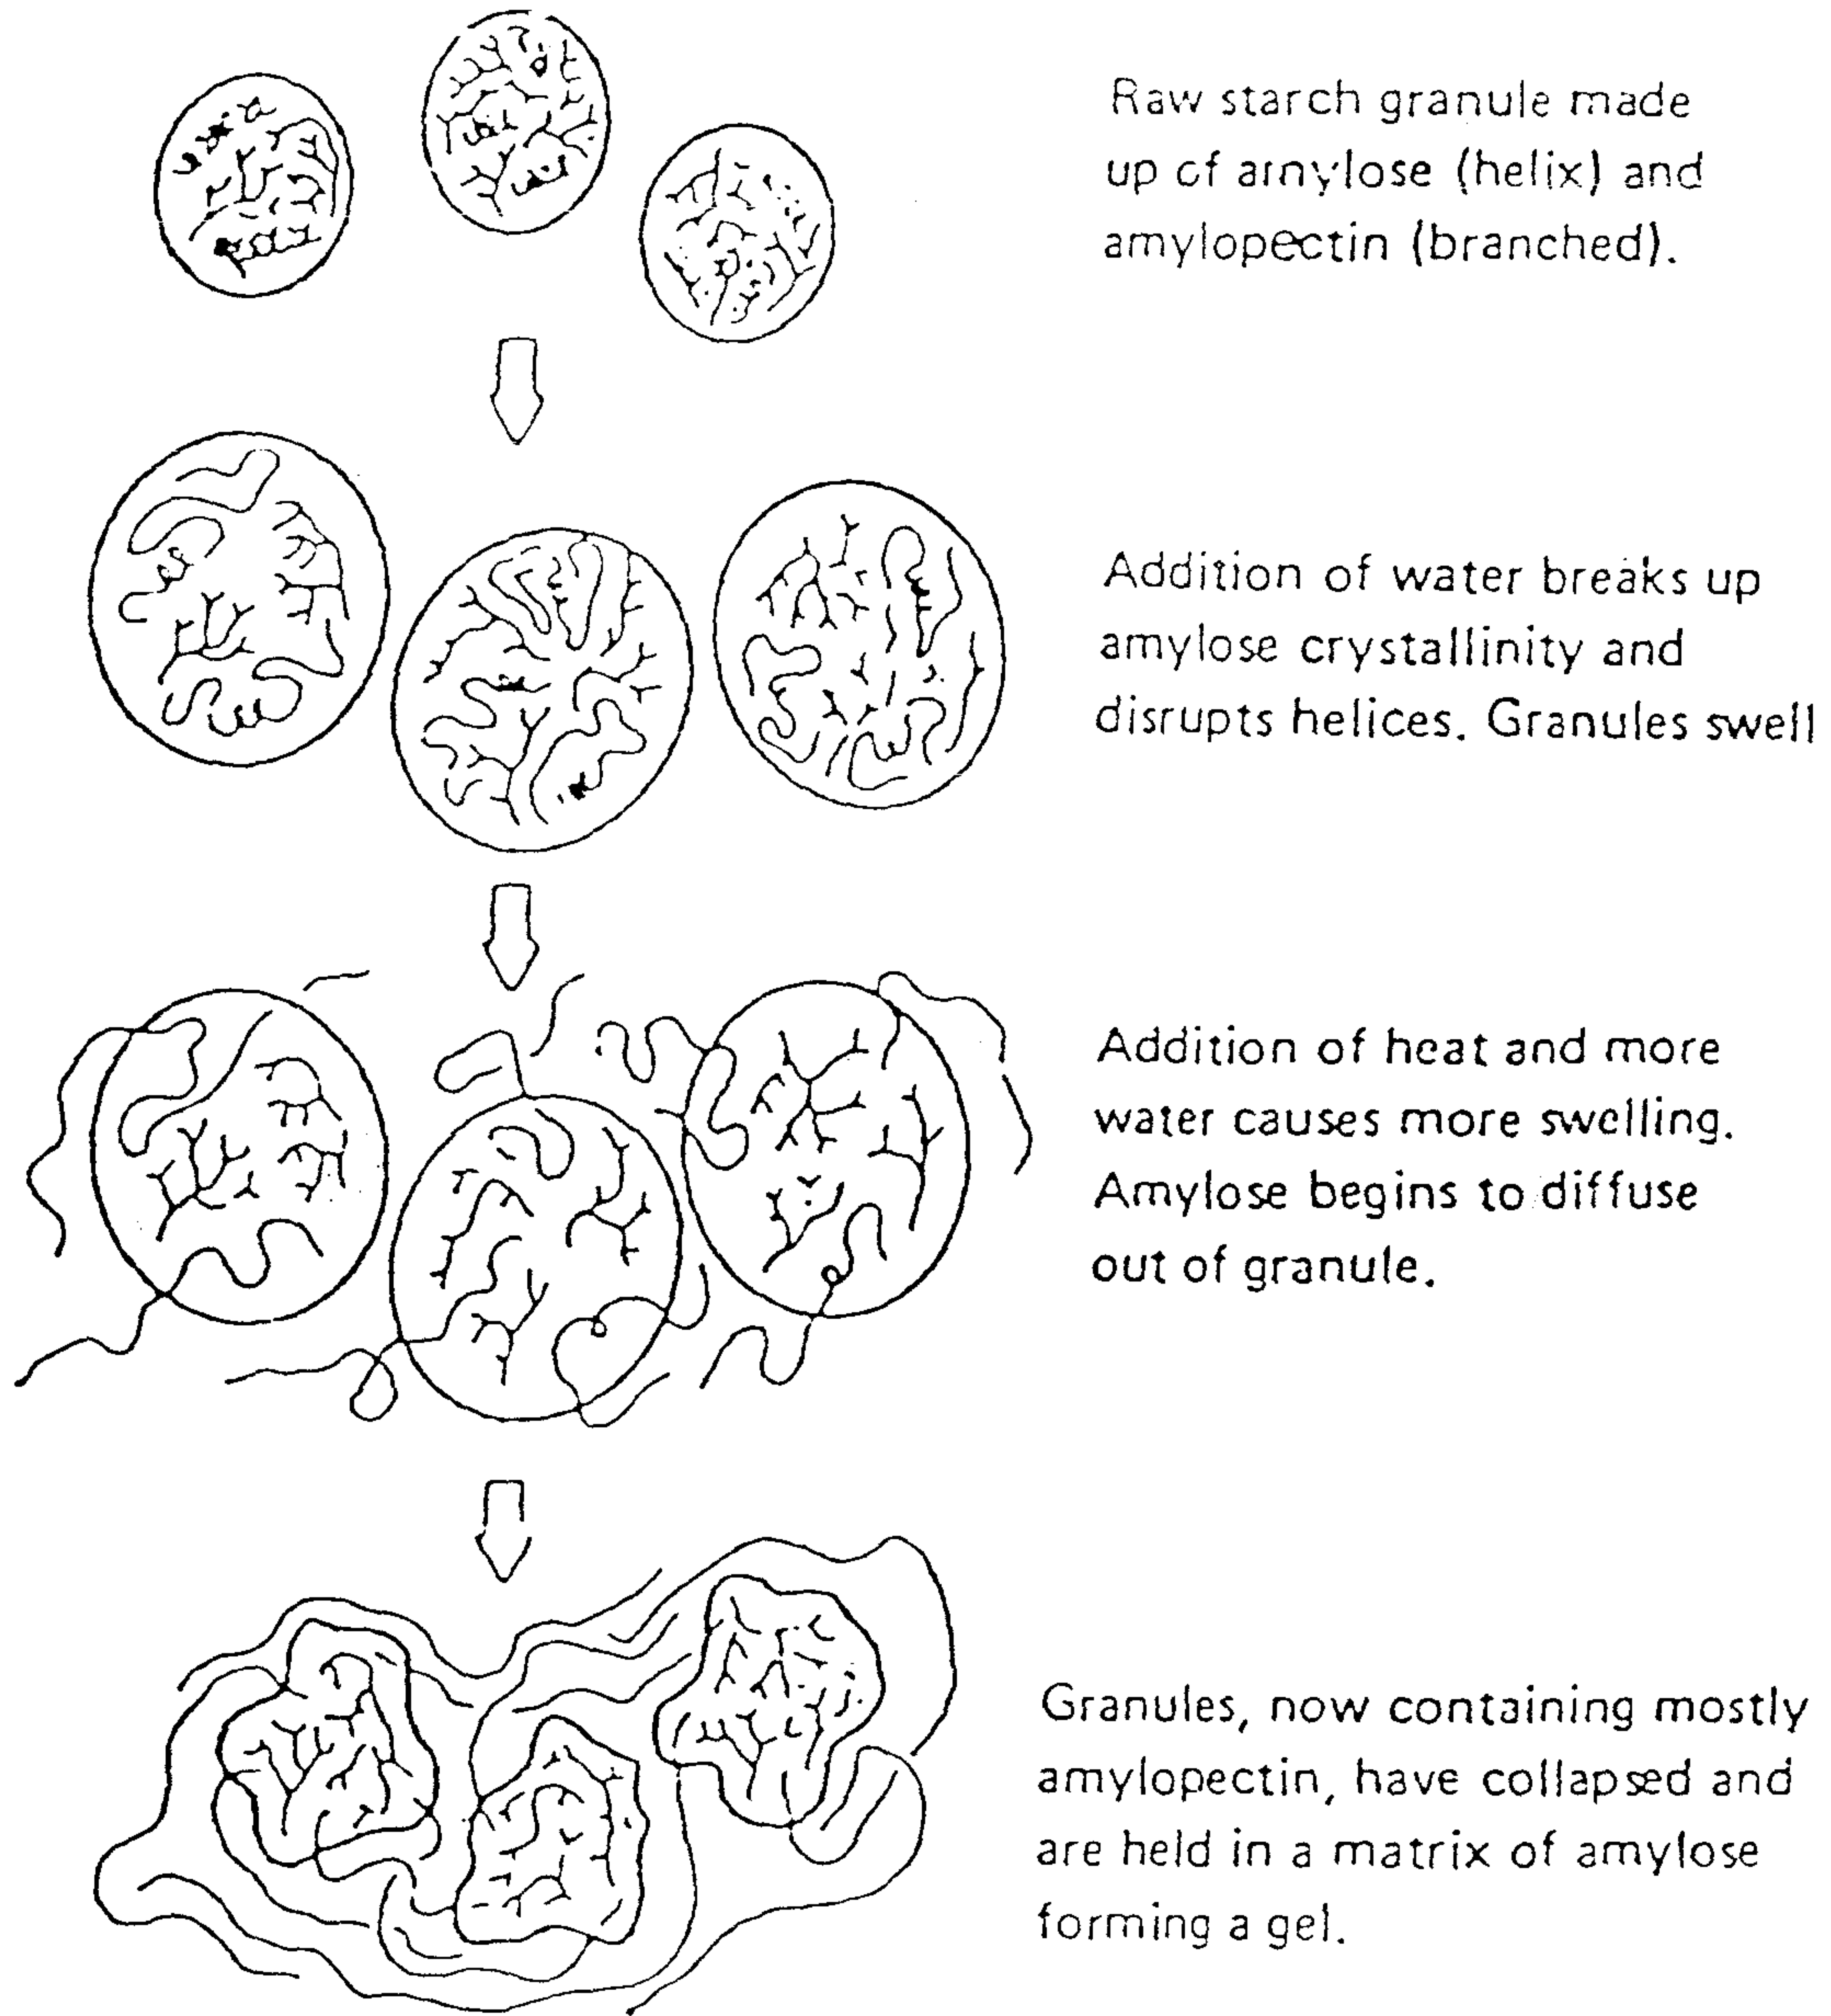 Raw starch granule made
up of amylose (helix) and
amylopectin (branched).
Addition of water breaks up
amylose crystallinity and
disrupts helices. Granules swell
Addition of heat and more
water causes more swelling.
Amylose begins to diffuse
out of granule.
Granules, now containing mostly
amylopectin, have collapsed and
are held in a matrix of amylose
forming a gel.